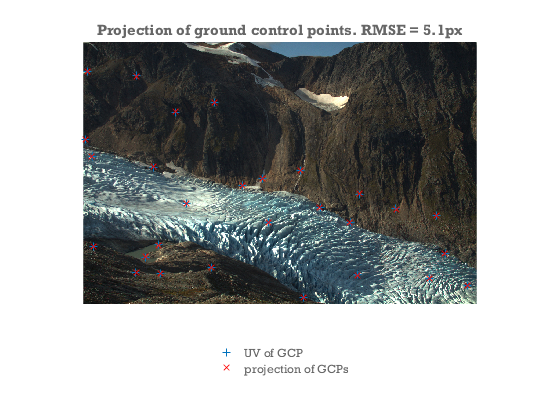 Projection of ground control points. RMSE = 5.1px
UV of GCP
projection of GCPs